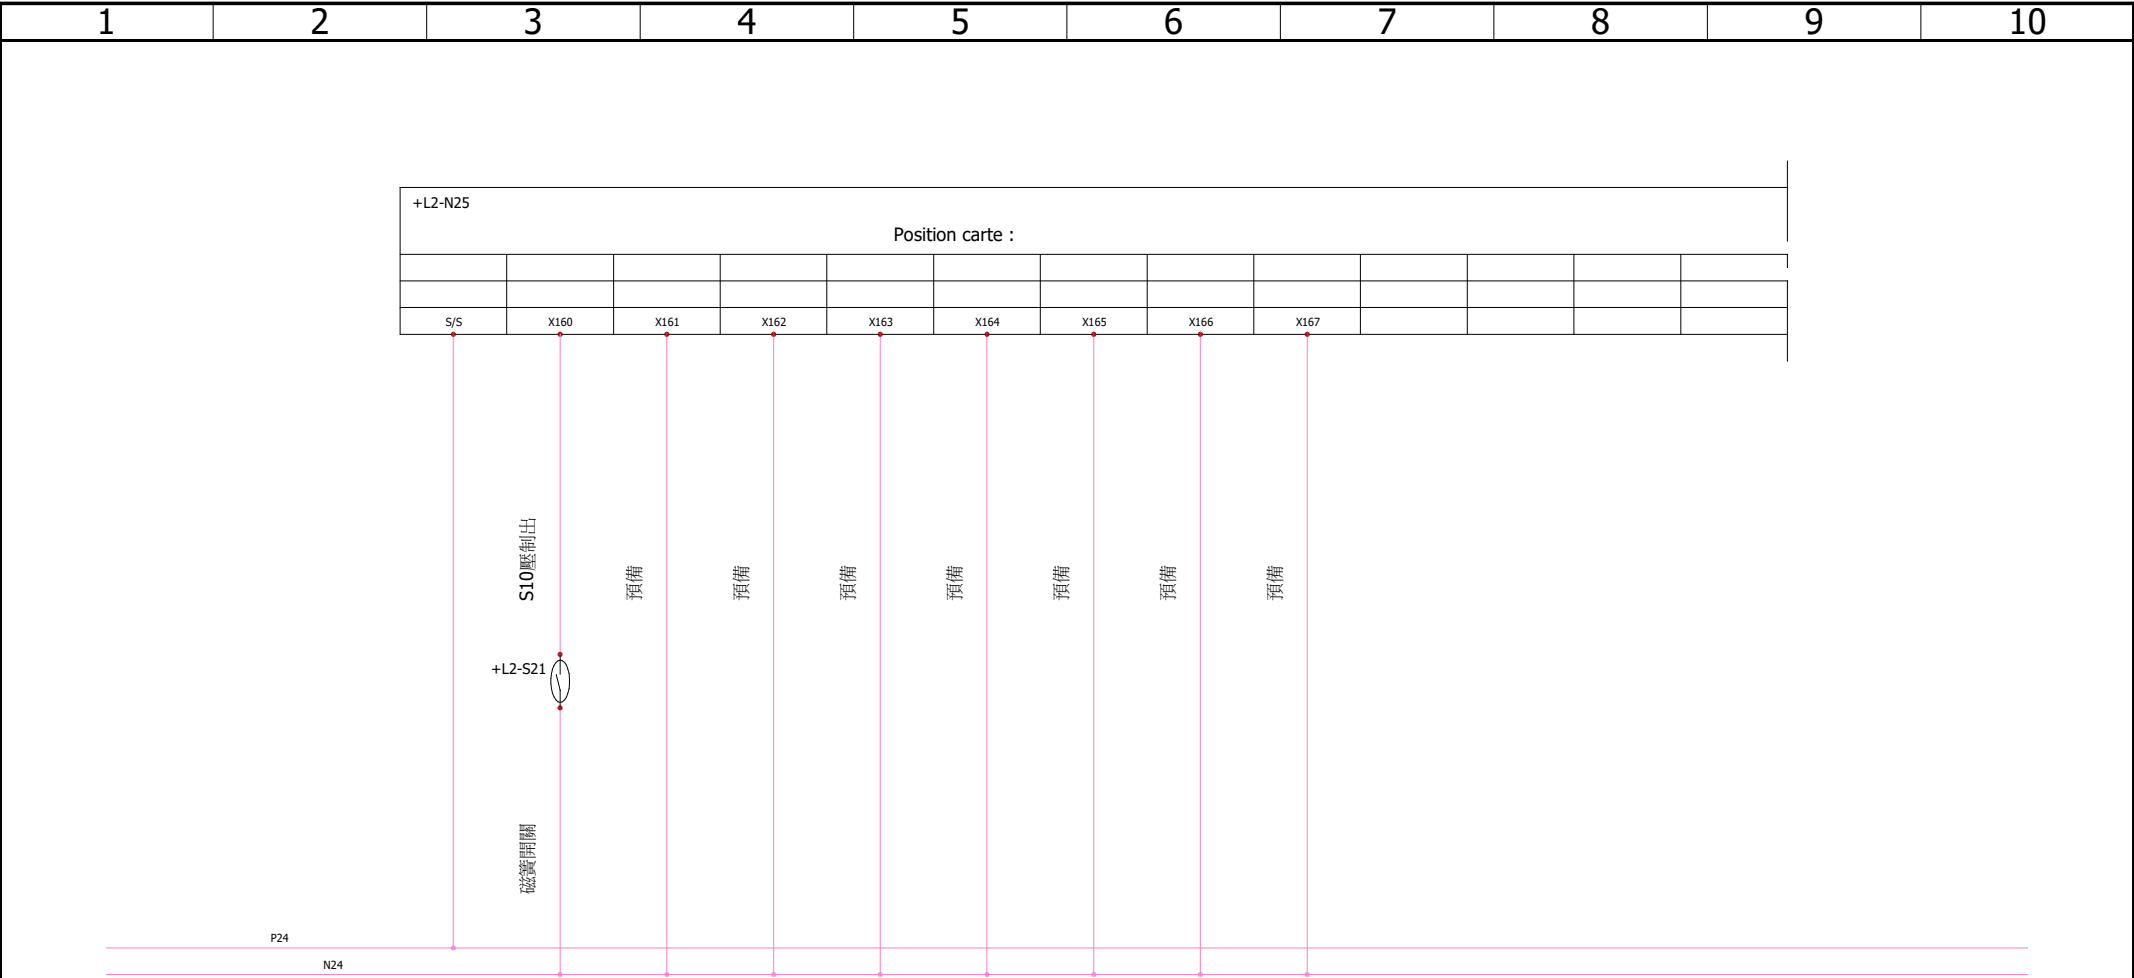 1 2 3 4 5 6 7 8 9 10
+L2-N25
Position carte :
S/S X160 X161 X162 X163 X164 X165 X166 X167
S10壓制出
預備
預備
預備
預備
預備
預備
預備
+L2-S21
磁簧開關
P24
N24